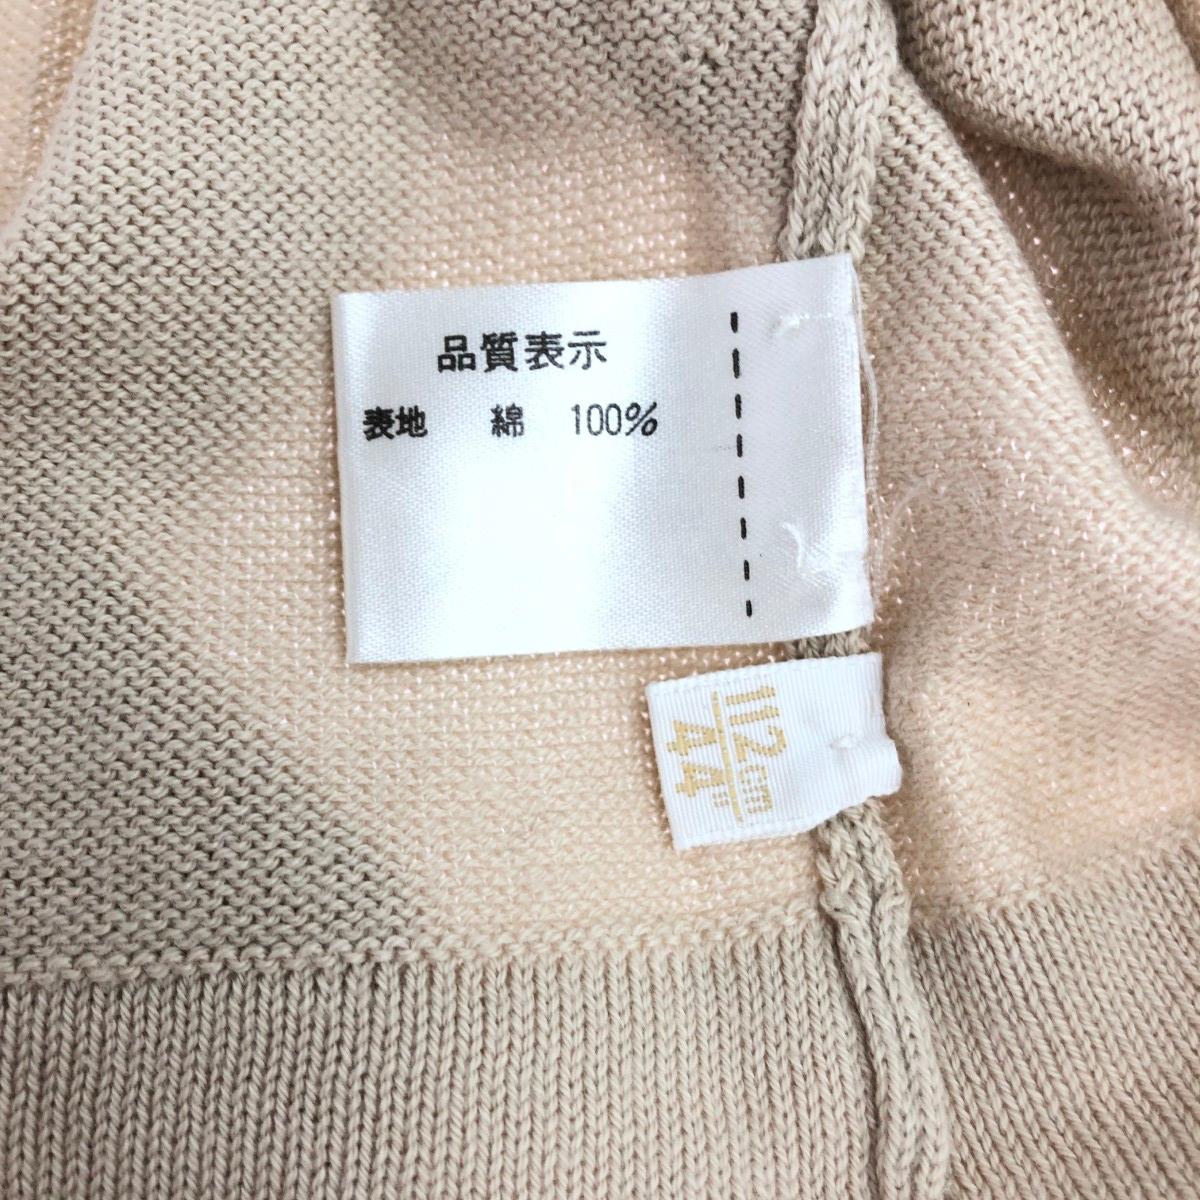 品質表示
表地 綿 100%
112cm
44"